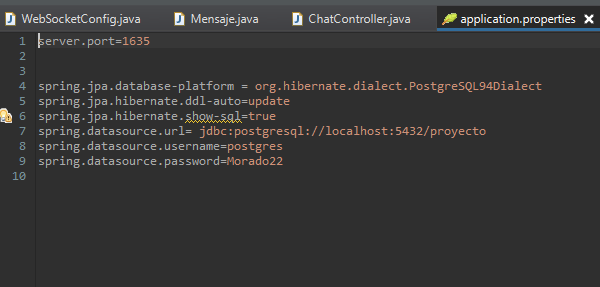 WebSocketConfig.java Mensaje.java ChatController.java application.properties
1 server.port=1635
2
3
4 spring.jpa.database-platform = org.hibernate.dialect.PostgreSQL94Dialect
5 spring.jpa.hibernate.ddl-auto=update
6 spring.jpa.hibernate.show-sql=true
7 spring.datasource.url= jdbc:postgresql://localhost:5432/proyecto
8 spring.datasource.username=postgres
9 spring.datasource.password=Morado22
10